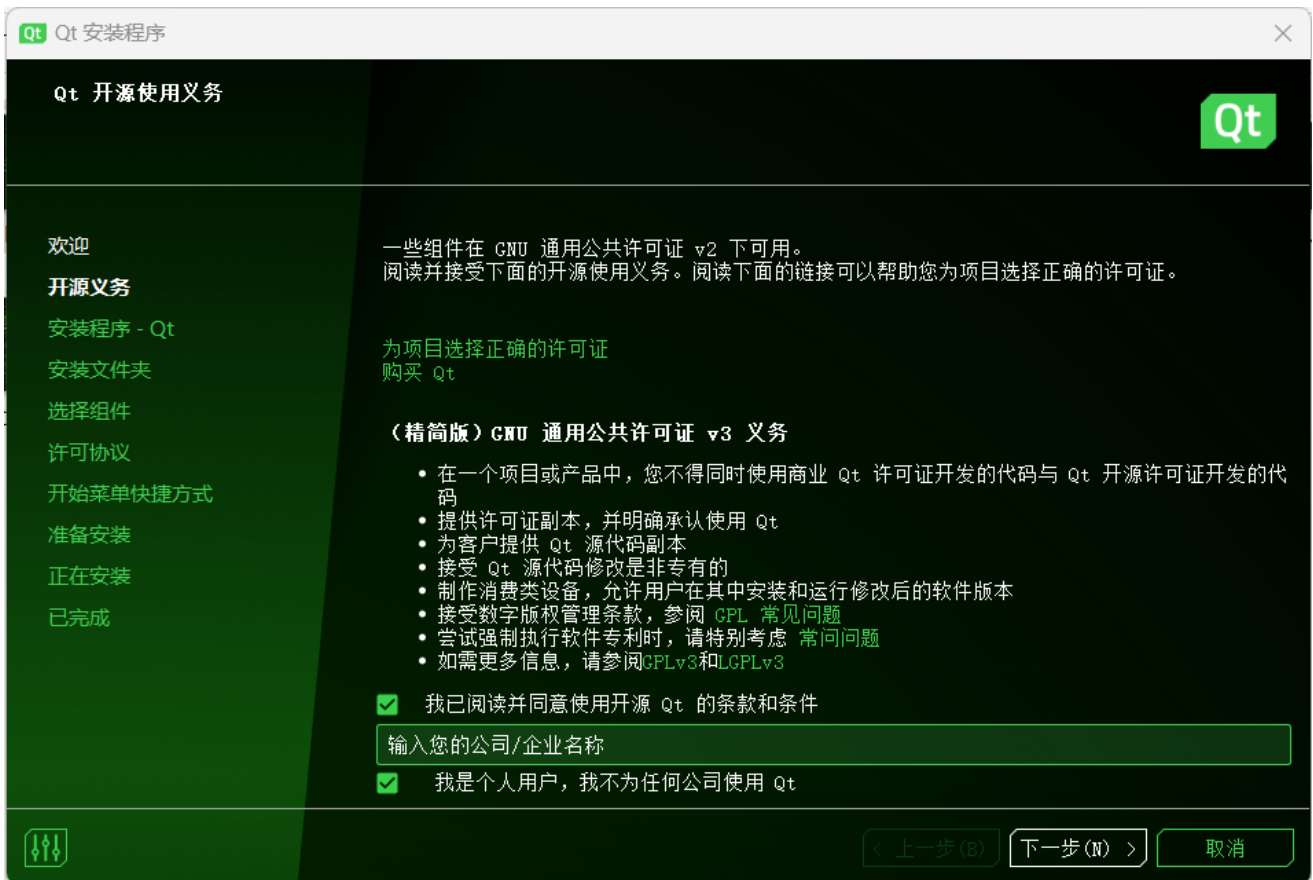 Qt Qt 安装程序
Qt 开源使用义务
Qt
欢迎
开源义务
安装程序 - Qt
安装文件夹
选择组件
许可协议
开始菜单快捷方式
准备安装
正在安装
已完成
一些组件在 GNU 通用公共许可证 v2 下可用。
阅读并接受下面的开源使用义务。阅读下面的链接可以帮助您为项目选择正确的许可证。
为项目选择正确的许可证
购买 Qt
（精简版）GNU 通用公共许可证 v3 义务
• 在一个项目或产品中，您不得同时使用商业 Qt 许可证开发的代码与 Qt 开源许可证开发的代
码
• 提供许可证副本，并明确承认使用 Qt
• 为客户提供 Qt 源代码副本
• 接受 Qt 源代码修改是非专有的
• 制作消费类设备，允许用户在其中安装和运行修改后的软件版本
• 接受数字版权管理条款，参阅 GPL 常见问题
• 尝试强制执行软件专利时，请特别考虑 常问问题
• 如需更多信息，请参阅GPLv3和LGPLv3
我已阅读并同意使用开源 Qt 的条款和条件
输入您的公司/企业名称
我是个人用户，我不为任何公司使用 Qt
< 上一步(B)
下一步(N) >
取消